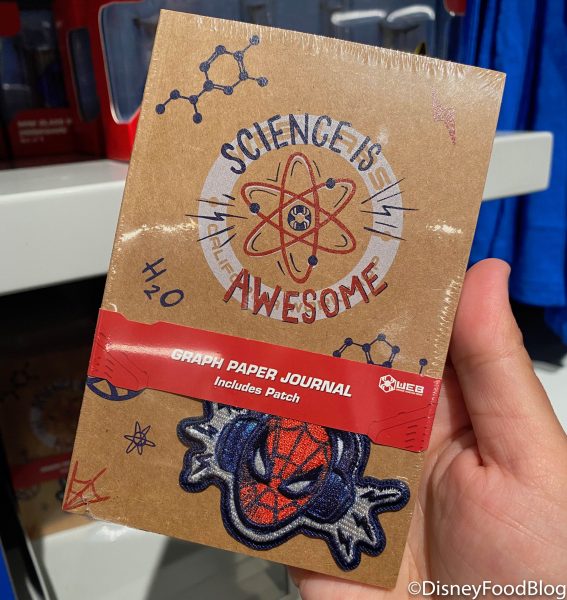 SCIENCE IS
AWESOME
H2O
GRAPH PAPER JOURNAL
Includes Patch
WEB
©DisneyFoodBlog